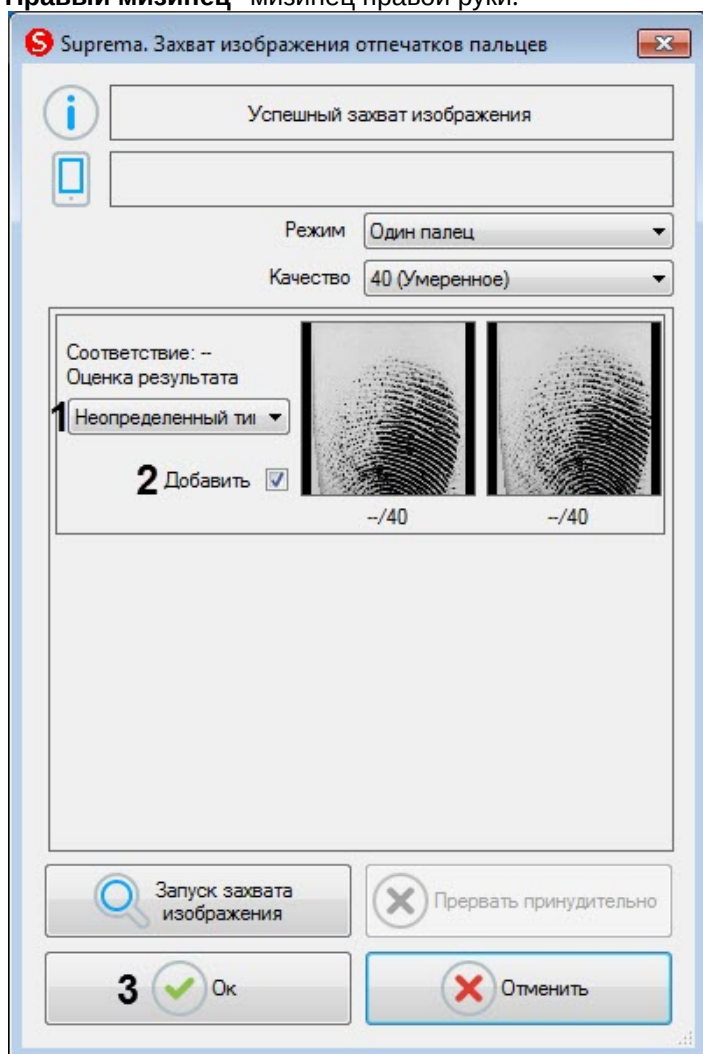 Правый мизинец - мизинец правой руки.
Suprema. Захват изображения отпечатков пальцев
Успешный захват изображения
Режим Один палец
Качество 40 (Умеренное)
Соответствие: --
Оценка результата
1 Неопределенный ти
2 Добавить
--/40 --/40
Запуск захвата
изображения
Прервать принудительно
3 Ок
Отменить